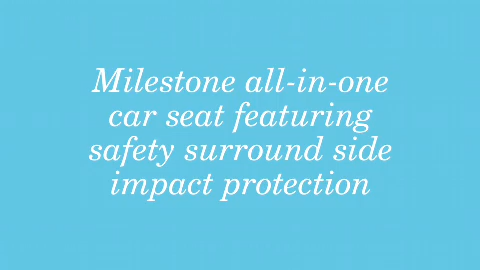 Milestone all-in-one
car seat featuring
safety surround side
impact protection